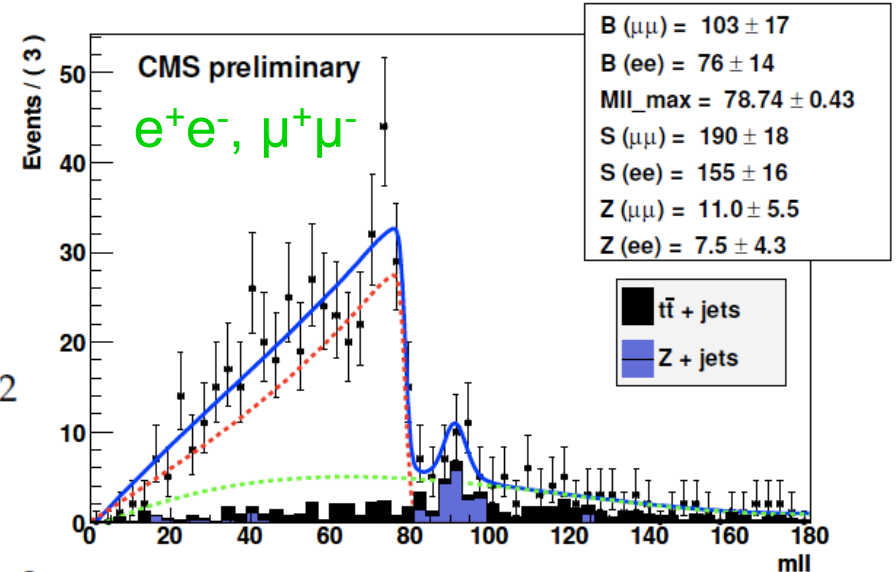 CMS preliminary
e⁺e⁻, μ⁺μ⁻
B (μμ) = 103 ± 17
B (ee) = 76 ± 14
Mll_max = 78.74 ± 0.43
S (μμ) = 190 ± 18
S (ee) = 155 ± 16
Z (μμ) = 11.0 ± 5.5
Z (ee) = 7.5 ± 4.3
tt̄ + jets
Z + jets
Events / ( 3 )
50
40
30
20
10
0
2
0 20 40 60 80 100 120 140 160 180
mll